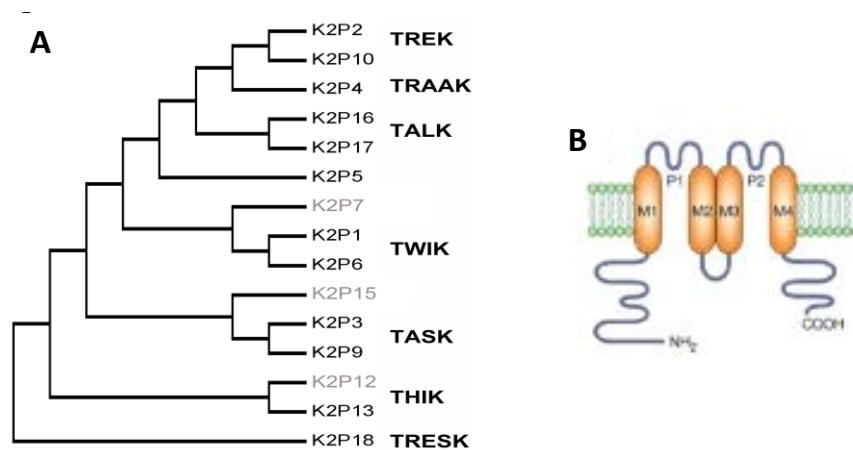 A
K2P2
K2P10
TREK
K2P4
TRAAK
K2P16
K2P17
TALK
K2P5
K2P7
K2P1
K2P6
TWIK
K2P15
K2P3
K2P9
TASK
K2P12
K2P13
THIK
K2P18
TRESK
B
P1
P2
M1
M2
M3
M4
NH2
COOH